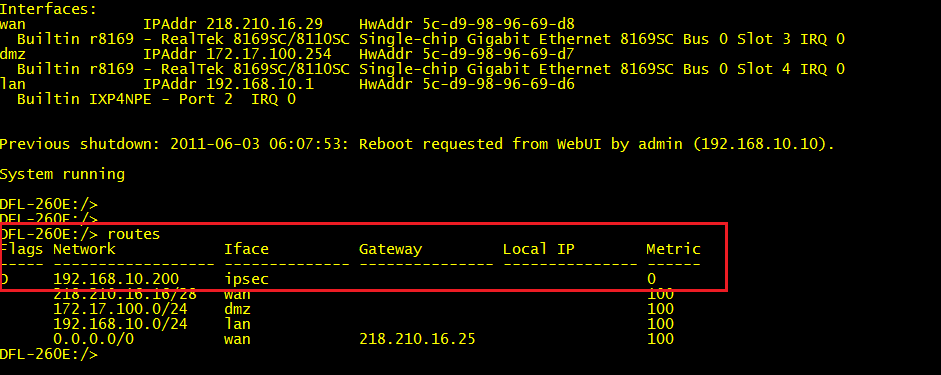 Interfaces:
wan IPAddr 218.210.16.29 HwAddr 5c-d9-98-96-69-d8
Builtin r8169 - RealTek 8169SC/8110SC Single-chip Gigabit Ethernet 8169SC Bus 0 Slot 3 IRQ 0
dmz IPAddr 172.17.100.254 HwAddr 5c-d9-98-96-69-d7
Builtin r8169 - RealTek 8169SC/8110SC Single-chip Gigabit Ethernet 8169SC Bus 0 Slot 4 IRQ 0
lan IPAddr 192.168.10.1 HwAddr 5c-d9-98-96-69-d6
Builtin IXP4NPE - Port 2 IRQ 0
Previous shutdown: 2011-06-03 06:07:53: Reboot requested from WebUI by admin (192.168.10.10).
System running
DFL-260E:/>
DFL-260E:/>
DFL-260E:/> routes
Flags Network Iface Gateway Local IP Metric
----- ------------------ -------------- --------------- --------------- ------
D 192.168.10.200 ipsec 0
218.210.16.16/28 wan 100
172.17.100.0/24 dmz 100
192.168.10.0/24 lan 100
0.0.0.0/0 wan 218.210.16.25 100
DFL-260E:/>